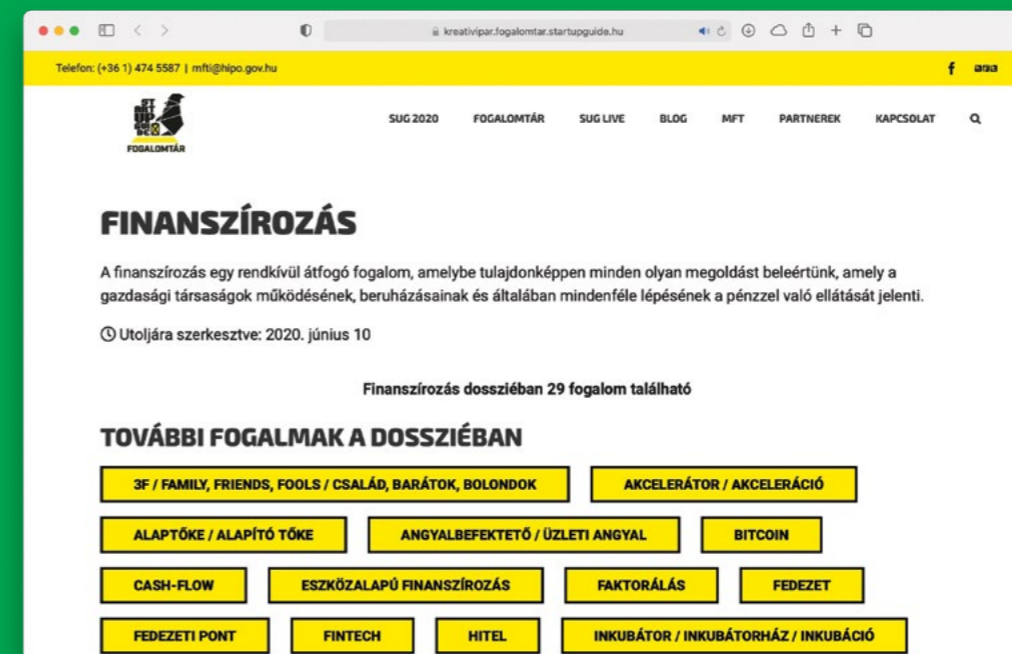 kreativipar.fogalomtar.startupguide.hu
Telefon: (+36 1) 474 5587 | mfti@hipo.gov.hu
START
UP
GUIDE
FOGALOMTÁR
SUG 2020 FOGALOMTÁR SUG LIVE BLOG MFT PARTNEREK KAPCSOLAT
FINANSZÍROZÁS
A finanszírozás egy rendkívül átfogó fogalom, amelybe tulajdonképpen minden olyan megoldást beleértünk, amely a
gazdasági társaságok működésének, beruházásainak és általában mindenféle lépésének a pénzzel való ellátását jelenti.
Utoljára szerkesztve: 2020. június 10
Finanszírozás dossziéban 29 fogalom található
TOVÁBBI FOGALMAK A DOSSZIÉBAN
3F / FAMILY, FRIENDS, FOOLS / CSALÁD, BARÁTOK, BOLONDOK AKCELERÁTOR / AKCELERÁCIÓ
ALAPTŐKE / ALAPÍTÓ TŐKE ANGYALBEFEKTETŐ / ÜZLETI ANGYAL BITCOIN
CASH-FLOW ESZKÖZALAPÚ FINANSZÍROZÁS FAKTORÁLÁS FEDEZET
FEDEZETI PONT FINTECH HITEL INKUBÁTOR / INKUBÁTORHÁZ / INKUBÁCIÓ